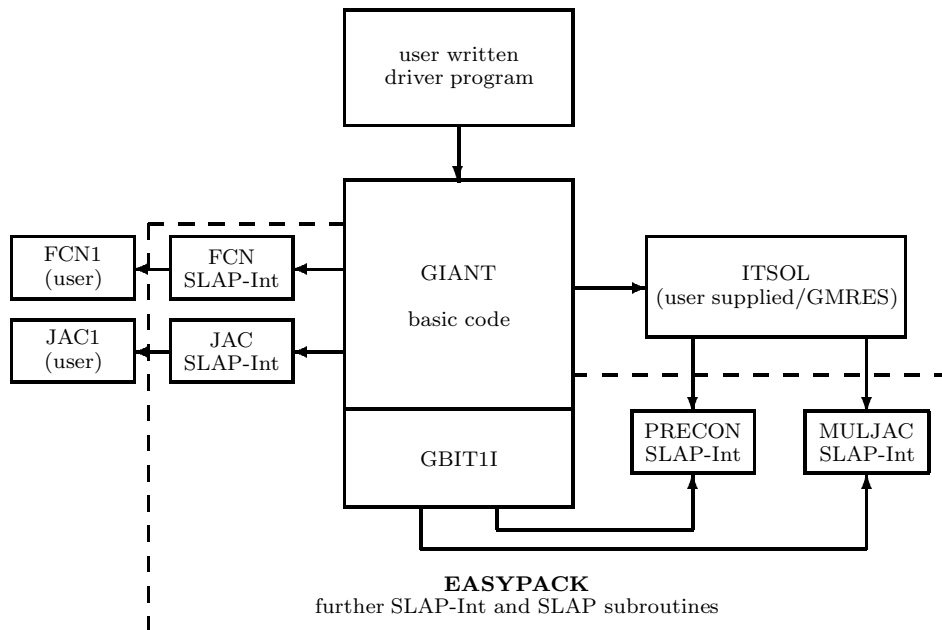 user written
driver program
FCN1
(user)
FCN
SLAP-Int
GIANT
basic code
ITSOL
(user supplied/GMRES)
JAC1
(user)
JAC
SLAP-Int
PRECON
SLAP-Int
MULJAC
SLAP-Int
GBIT1I
EASYPACK
further SLAP-Int and SLAP subroutines